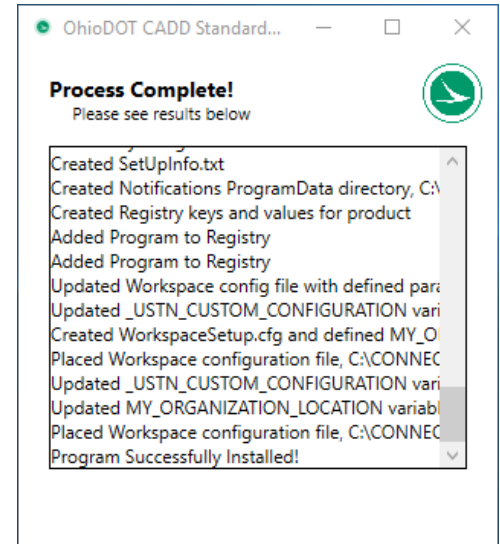 OhioDOT CADD Standard...
Process Complete!
Please see results below
Created SetUpInfo.txt
Created Notifications ProgramData directory, C:\
Created Registry keys and values for product
Added Program to Registry
Added Program to Registry
Updated Workspace config file with defined para
Updated _USTN_CUSTOM_CONFIGURATION vari
Created WorkspaceSetup.cfg and defined MY_O
Placed Workspace configuration file, C:\CONNEC
Updated _USTN_CUSTOM_CONFIGURATION vari
Updated MY_ORGANIZATION_LOCATION variabl
Placed Workspace configuration file, C:\CONNEC
Program Successfully Installed!